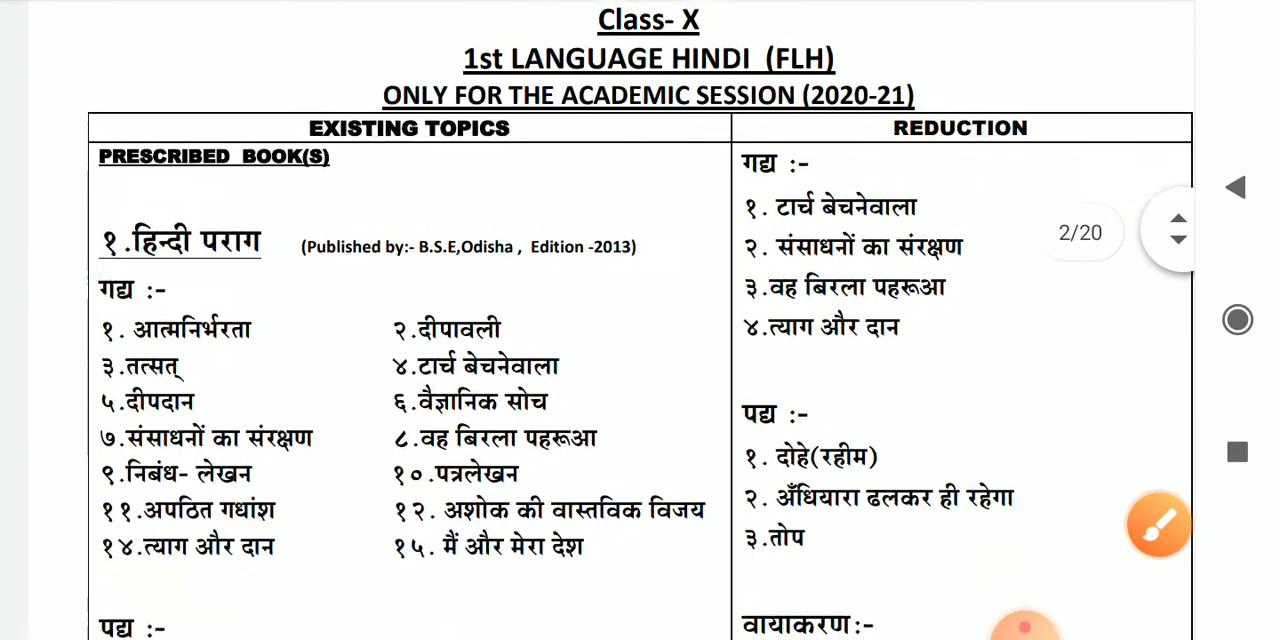 Class- X
1st LANGUAGE HINDI (FLH)
ONLY FOR THE ACADEMIC SESSION (2020-21)
EXISTING TOPICS
PRESCRIBED BOOK(S)
१.हिन्दी पराग (Published by:- B.S.E,Odisha , Edition -2013)
गद्य :-
१. आत्मनिर्भरता २.दीपावली
३.तत्सत् ४.टार्च बेचनेवाला
५.दीपदान ६.वैज्ञानिक सोच
७.संसाधनों का संरक्षण ८.वह बिरला पहरूआ
९.निबंध- लेखन १०.पत्रलेखन
११.अपठित गधांश १२. अशोक की वास्तविक विजय
१४.त्याग और दान १५. मैं और मेरा देश
पद्य :-
REDUCTION
गद्य :-
१. टार्च बेचनेवाला
२. संसाधनों का संरक्षण
३.वह बिरला पहरूआ
४.त्याग और दान
पद्य :-
१. दोहे(रहीम)
२. अँधियारा ढलकर ही रहेगा
३.तोप
वायाकरण:-
2/20